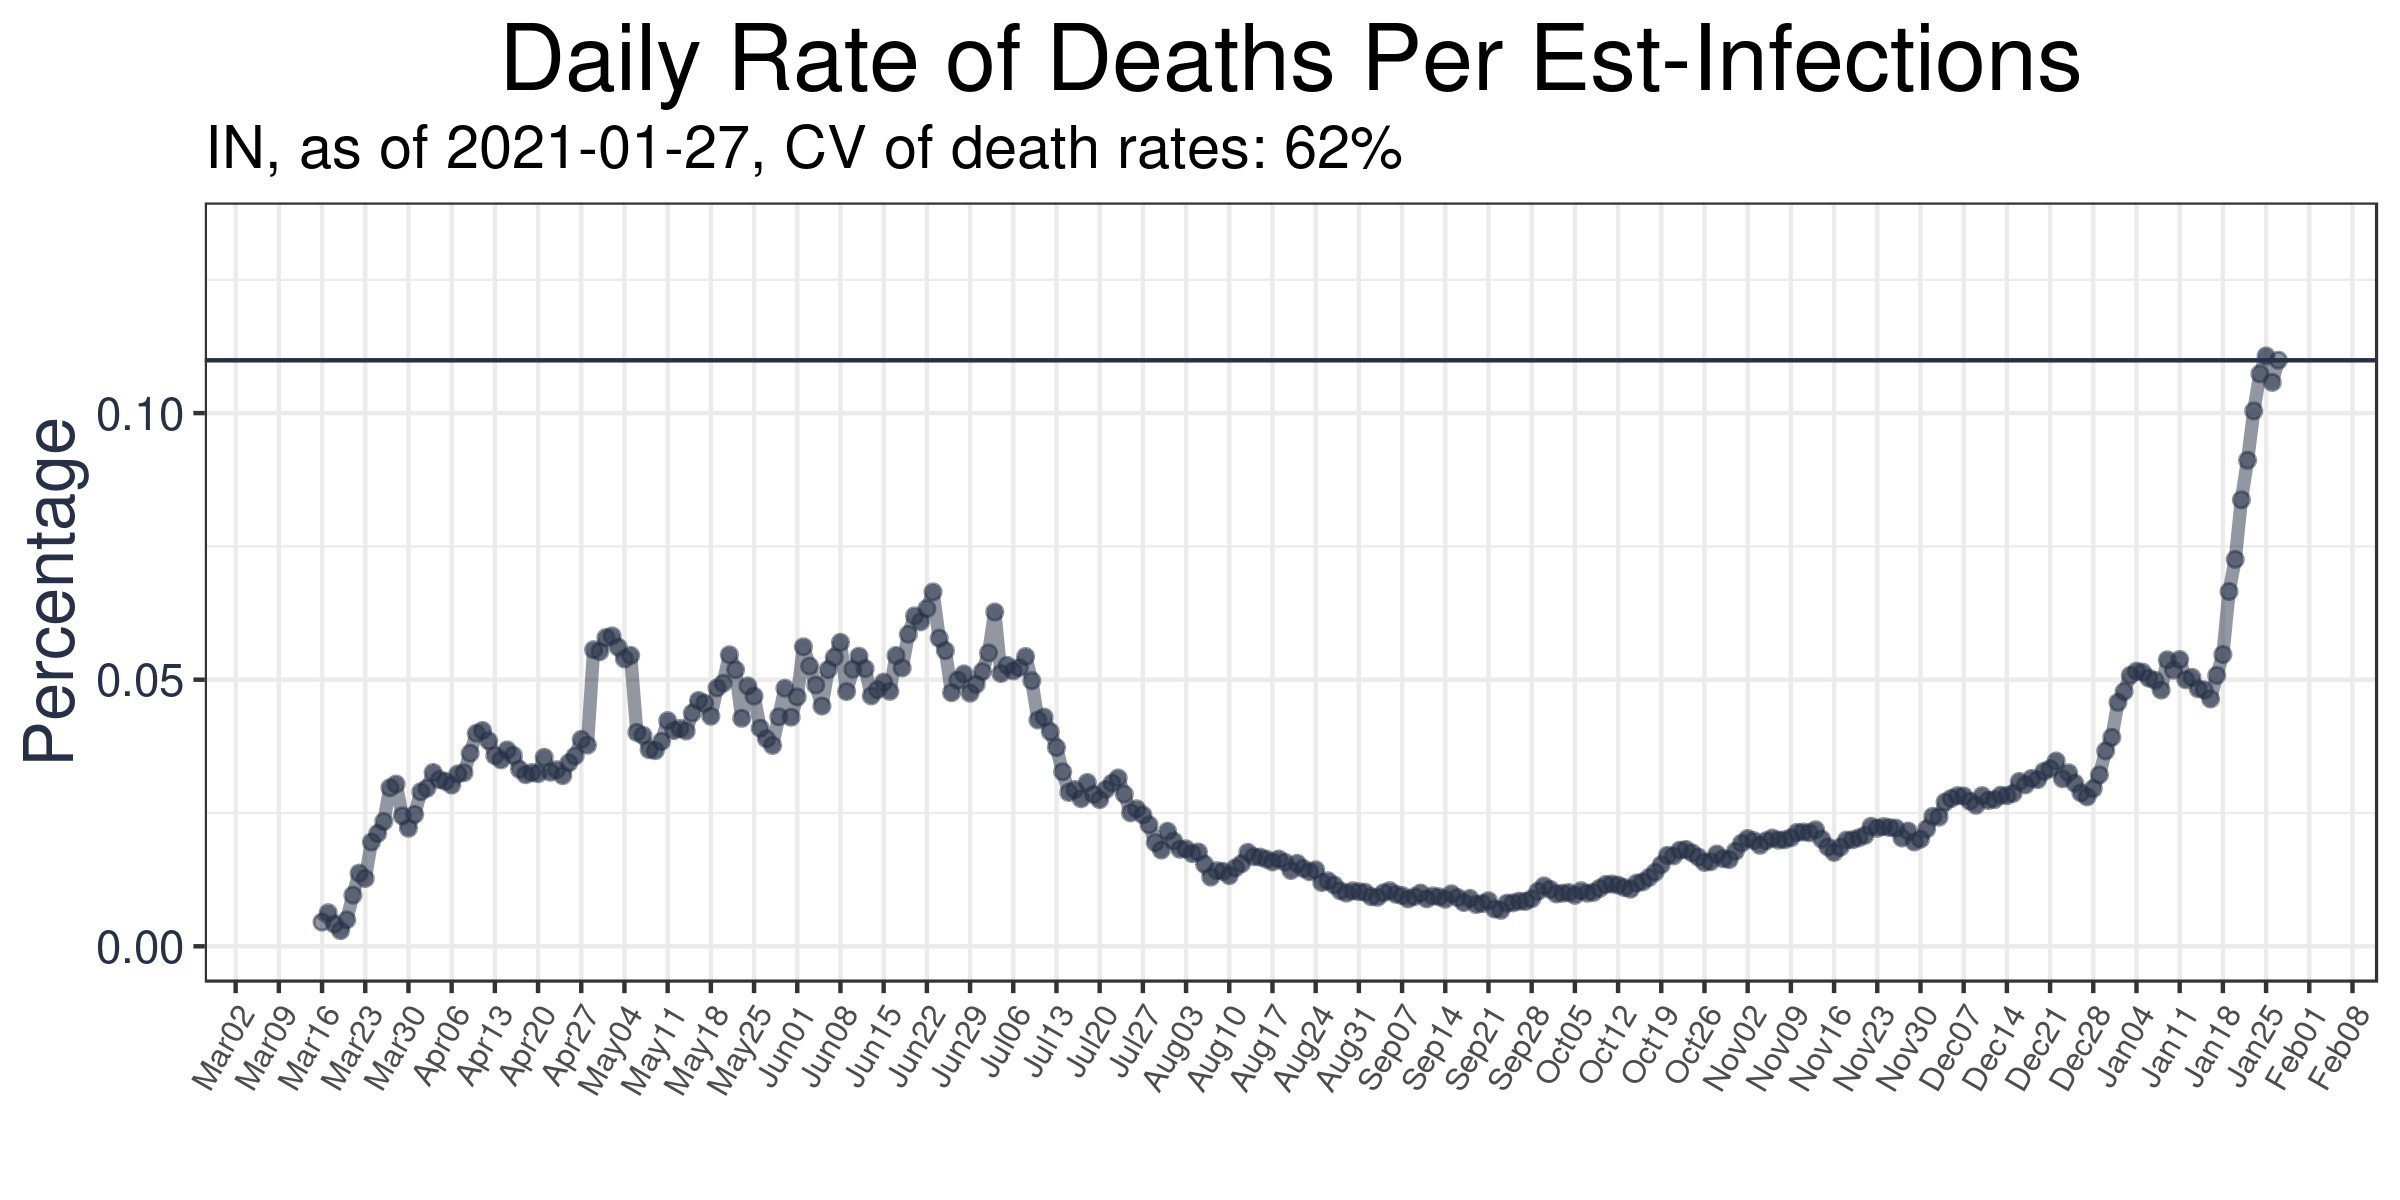 Daily Rate of Deaths Per Est-Infections
IN, as of 2021-01-27, CV of death rates: 62%
Percentage
0.10
0.05
0.00
Mar02
Mar09
Mar16
Mar23
Mar30
Apr06
Apr13
Apr20
Apr27
May04
May11
May18
May25
Jun01
Jun08
Jun15
Jun22
Jun29
Jul06
Jul13
Jul20
Jul27
Aug03
Aug10
Aug17
Aug24
Aug31
Sep07
Sep14
Sep21
Sep28
Oct05
Oct12
Oct19
Oct26
Nov02
Nov09
Nov16
Nov23
Nov30
Dec07
Dec14
Dec21
Dec28
Jan04
Jan11
Jan18
Jan25
Feb01
Feb08